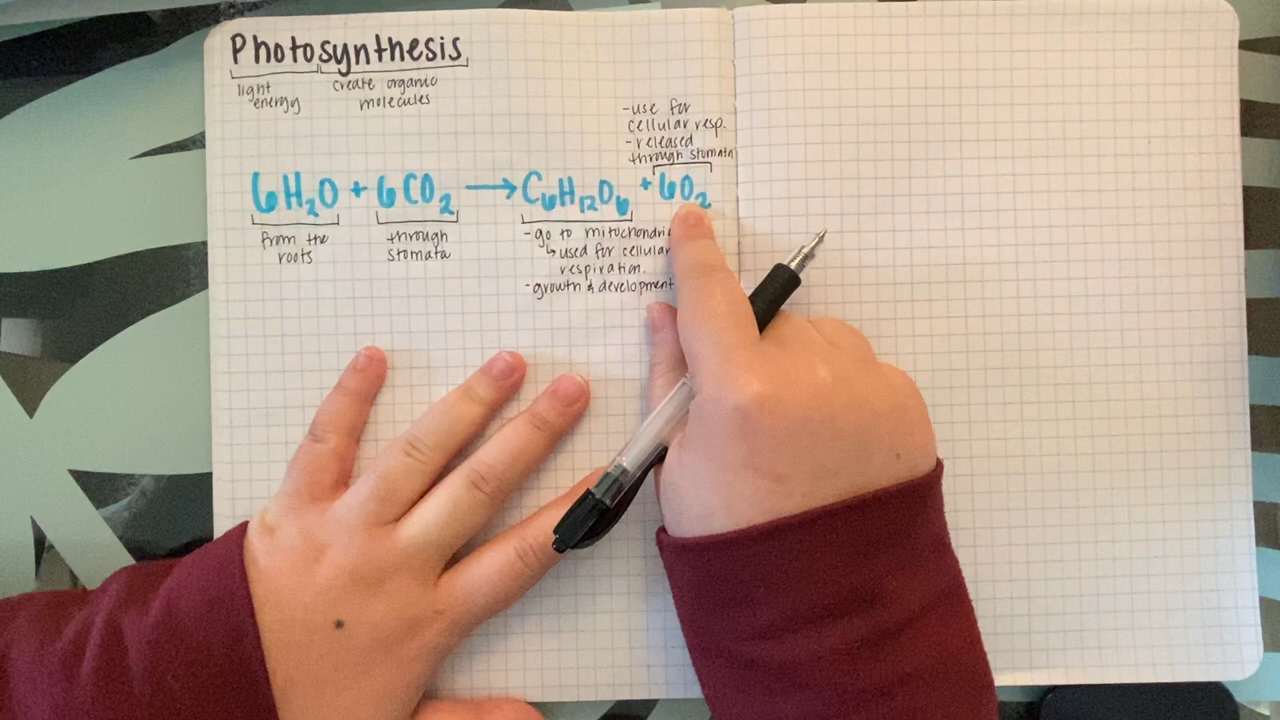 Photosynthesis
light
energy
create organic
molecules
-use for
cellular resp.
-released
through stomata
6H₂O + 6CO₂ → C₆H₁₂O₆ + 6O₂
from the
roots
through
stomata
-go to mitochondria
↳ used for cellular
respiration.
-growth & development